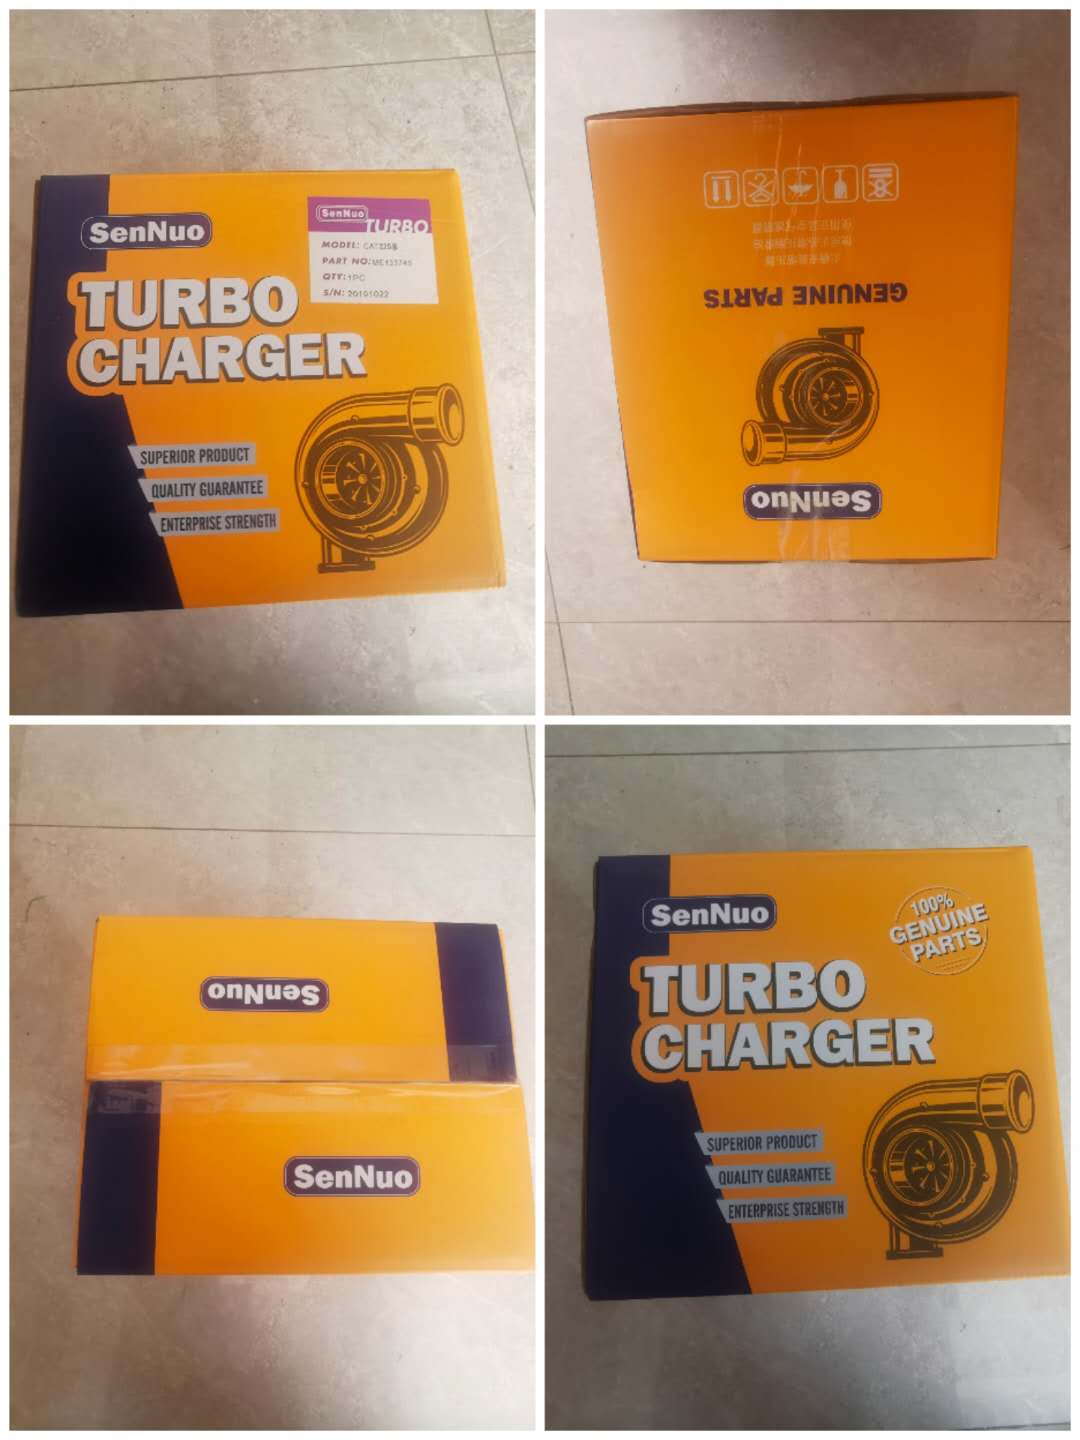 SenNuo
TURBO
CHARGER
SUPERIOR PRODUCT
QUALITY GUARANTEE
ENTERPRISE STRENGTH
SenNuo
TURBO
MODEL:
PART NO:ME133745
QTY:1PC
S/N: 20191022
SenNuo
GENUINE PARTS
SenNuo
SenNuo
SenNuo
100%
GENUINE
PARTS
TURBO
CHARGER
SUPERIOR PRODUCT
QUALITY GUARANTEE
ENTERPRISE STRENGTH